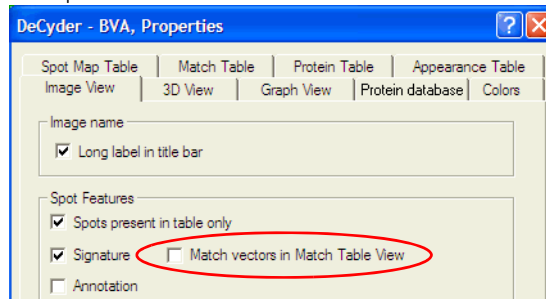 DeCyder - BVA, Properties
Spot Map Table Match Table Protein Table Appearance Table
Image View 3D View Graph View Protein database Colors
Image name
Long label in title bar
Spot Features
Spots present in table only
Signature Match vectors in Match Table View
Annotation